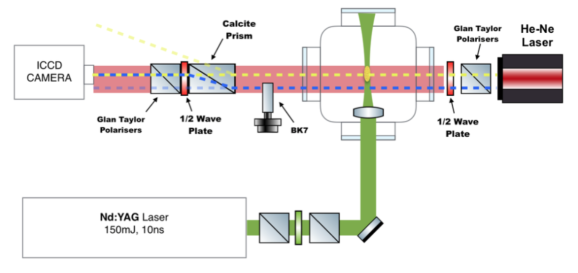 Calcite
Prism
Glan Taylor
Polarisers
He-Ne
Laser
ICCD
CAMERA
Glan Taylor
Polarisers
1/2 Wave
Plate
BK7
1/2 Wave
Plate
Nd:YAG Laser
150mJ, 10ns